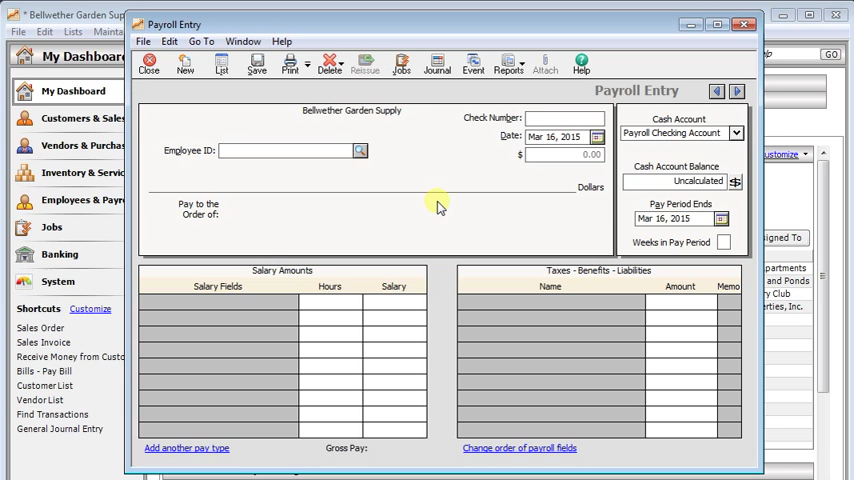 * Bellwether Garden Supp
File Edit Lists Mainta
My Dashboard
My Dashboard
Customers & Sales
Vendors & Purchas
Inventory & Servic
Employees & Payro
Jobs
Banking
System
Shortcuts Customize
Sales Order
Sales Invoice
Receive Money from Custo
Bills - Pay Bill
Customer List
Vendor List
Find Transactions
General Journal Entry
Payroll Entry
File Edit Go To Window Help
Close New List Save Print Delete Reissue Jobs Journal Event Reports Attach Help
Payroll Entry
Bellwether Garden Supply
Check Number:
Date: Mar 16, 2015
$ 0.00
Employee ID:
Dollars
Pay to the
Order of:
Cash Account
Payroll Checking Account
Cash Account Balance
Uncalculated
Pay Period Ends
Mar 16, 2015
Weeks in Pay Period
Salary Amounts
Salary Fields Hours Salary
Taxes - Benefits - Liabilities
Name Amount Memo
Add another pay type
Gross Pay:
Change order of payroll fields
elp
GO
ustomize
signed To
partments
and Ponds
ry Club
perties, Inc.